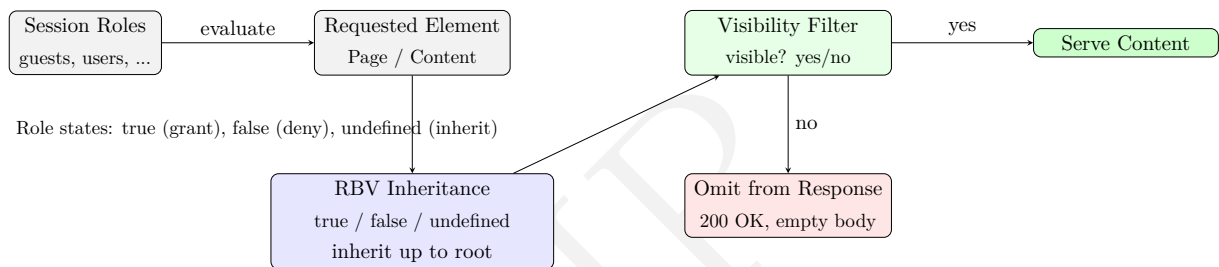 Session Roles
guests, users, ...
evaluate
Requested Element
Page / Content
Visibility Filter
visible? yes/no
yes
Serve Content
Role states: true (grant), false (deny), undefined (inherit)
no
RBV Inheritance
true / false / undefined
inherit up to root
Omit from Response
200 OK, empty body